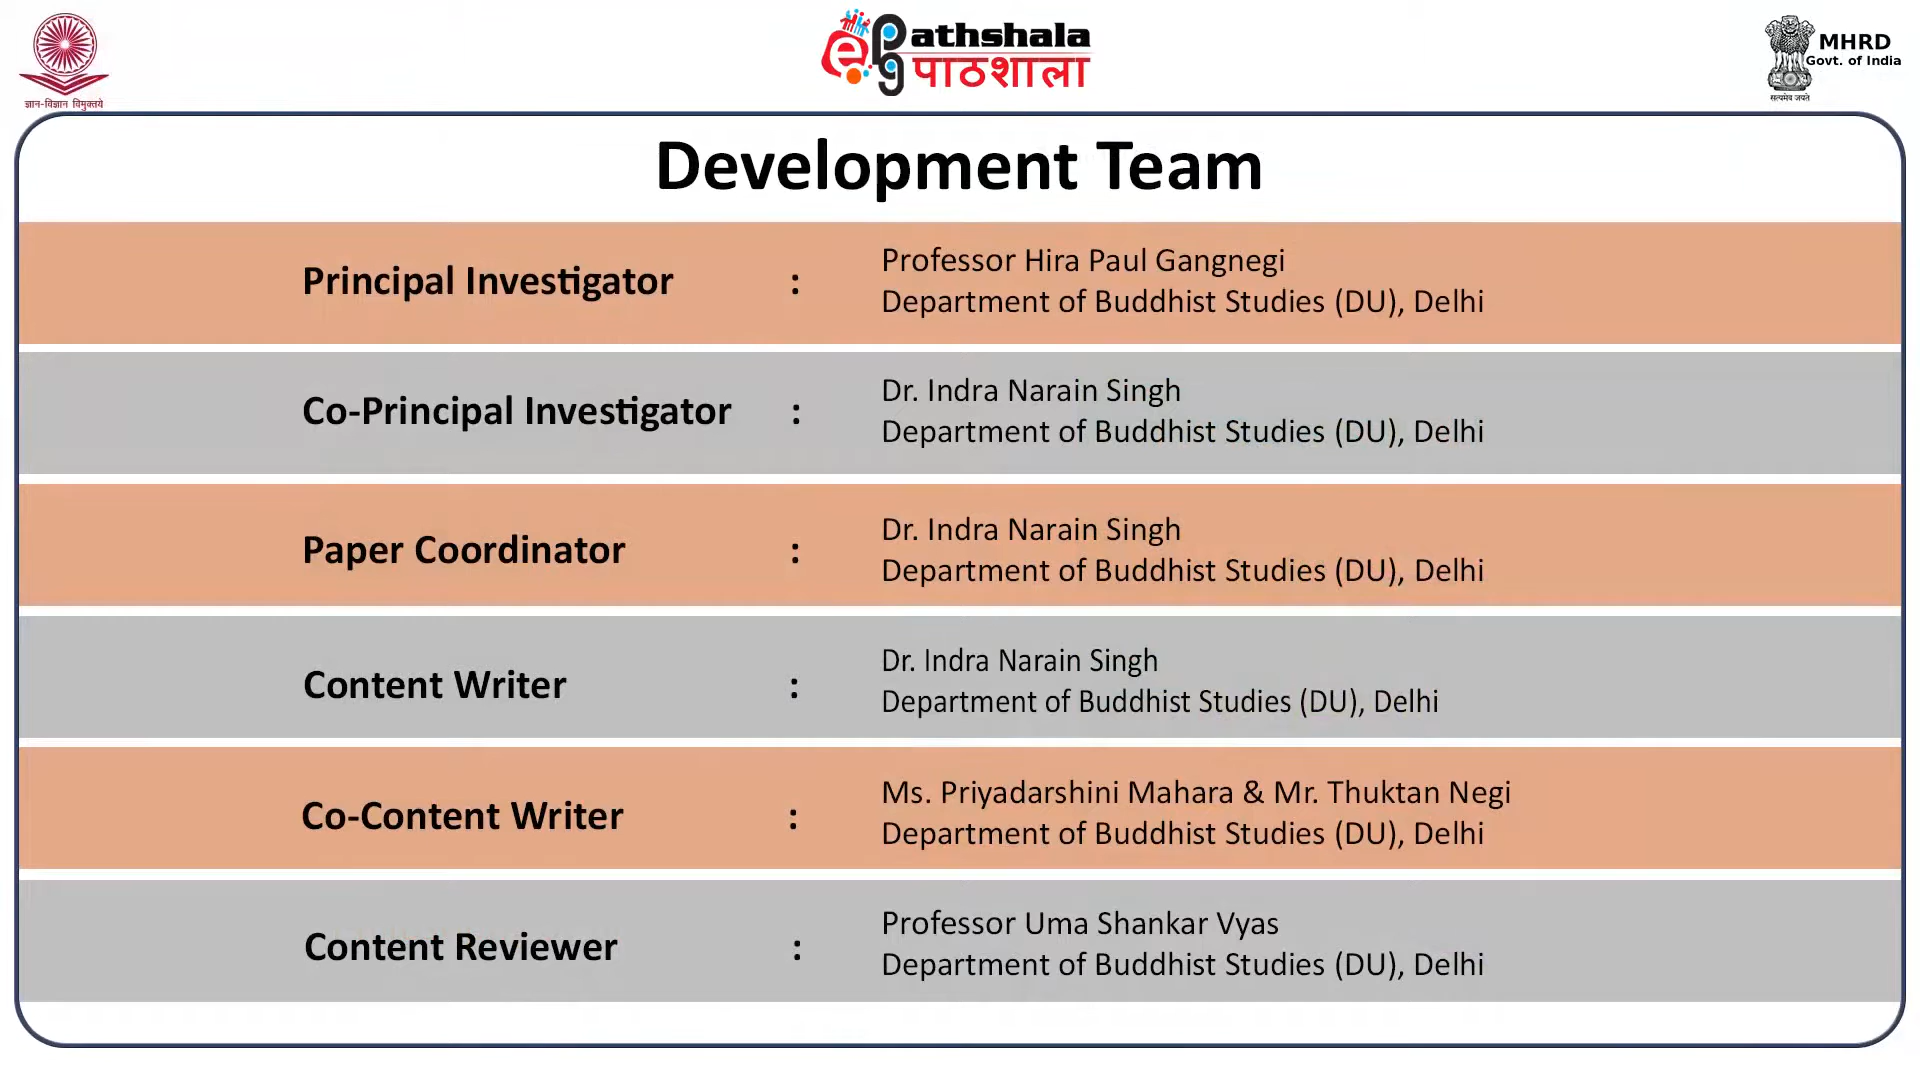 ज्ञान-विज्ञान विमुक्तये
ePathshala
पाठशाला
सत्यमेव जयते
MHRD
Govt. of India
Development Team
Principal Investigator : Professor Hira Paul Gangnegi
Department of Buddhist Studies (DU), Delhi
Co-Principal Investigator : Dr. Indra Narain Singh
Department of Buddhist Studies (DU), Delhi
Paper Coordinator : Dr. Indra Narain Singh
Department of Buddhist Studies (DU), Delhi
Content Writer : Dr. Indra Narain Singh
Department of Buddhist Studies (DU), Delhi
Co-Content Writer : Ms. Priyadarshini Mahara & Mr. Thuktan Negi
Department of Buddhist Studies (DU), Delhi
Content Reviewer : Professor Uma Shankar Vyas
Department of Buddhist Studies (DU), Delhi